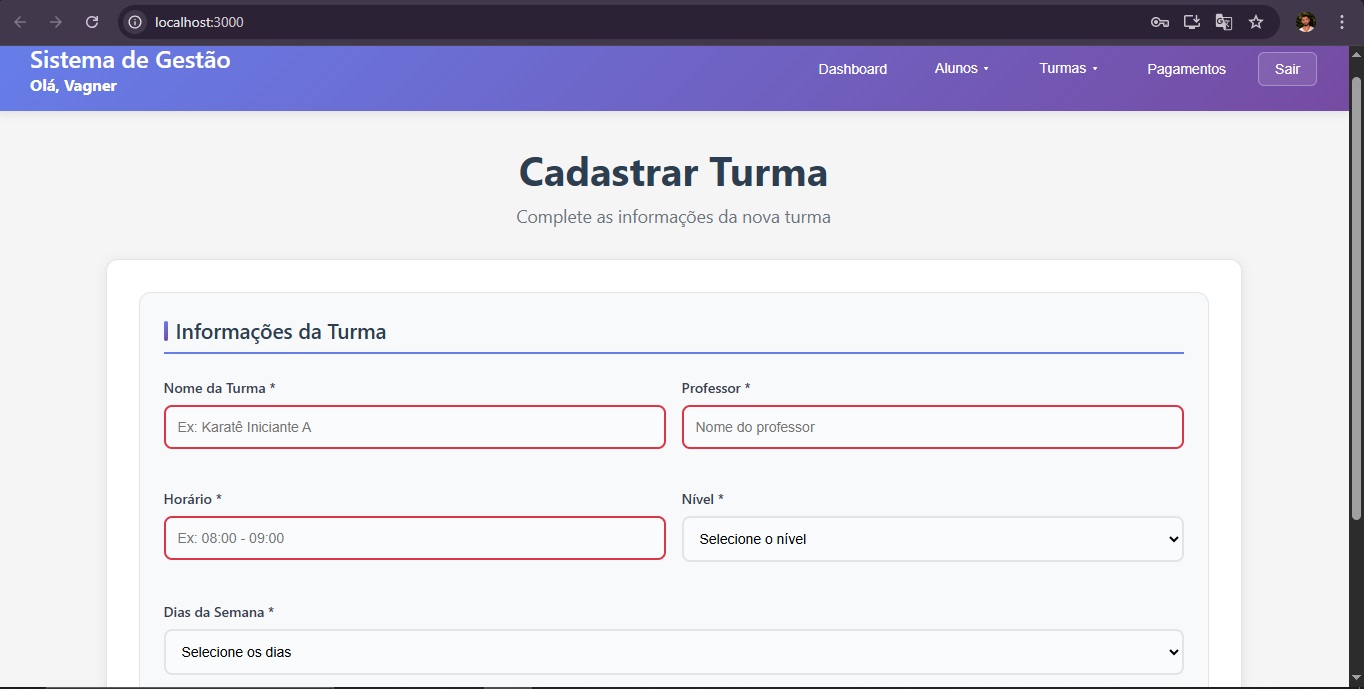 localhost:3000
Sistema de Gestão
Olá, Vagner
Dashboard
Alunos
Turmas
Pagamentos
Sair
Cadastrar Turma
Complete as informações da nova turma
Informações da Turma
Nome da Turma *
Professor *
Ex: Karatê Iniciante A
Nome do professor
Horário *
Nível *
Ex: 08:00 - 09:00
Selecione o nível
Dias da Semana *
Selecione os dias